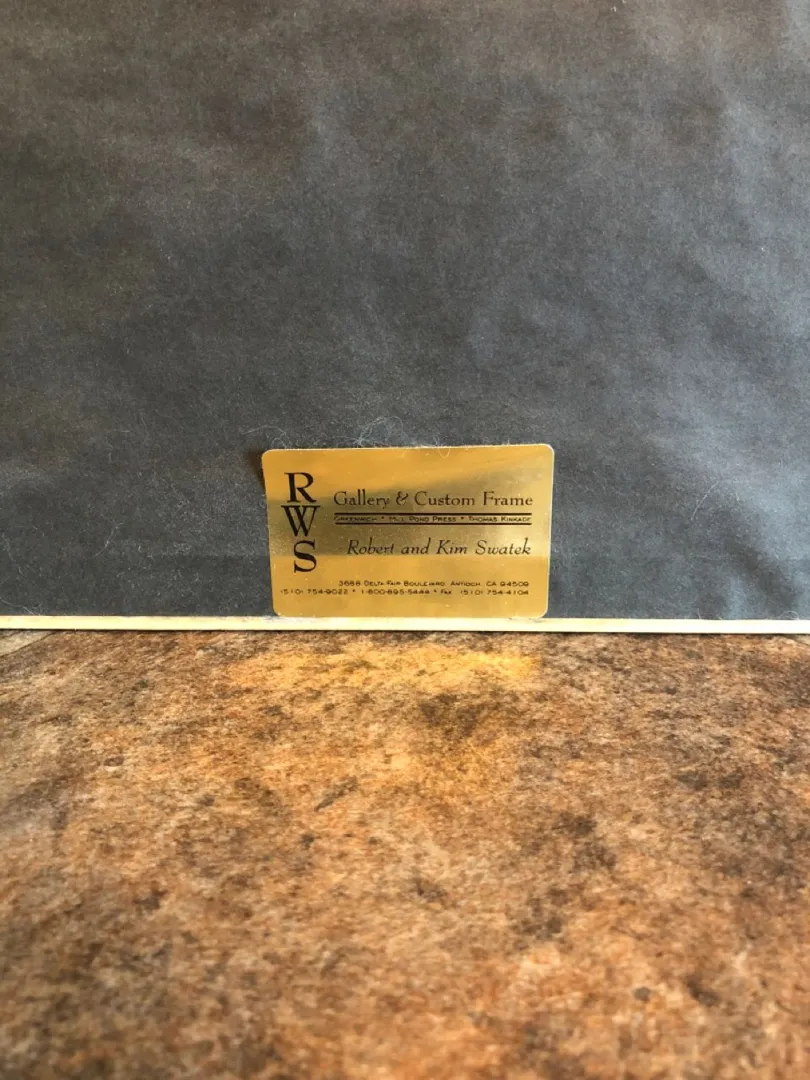 RWS
Gallery & Custom Frame
Greenwich * Mill Pond Press * Thomas Kinkade
Robert and Kim Swatek
3688 Delta Fair Boulevard Antioch CA 94509
(510) 754-9022 * 1-800-895-5444 * Fax (510) 754-4104